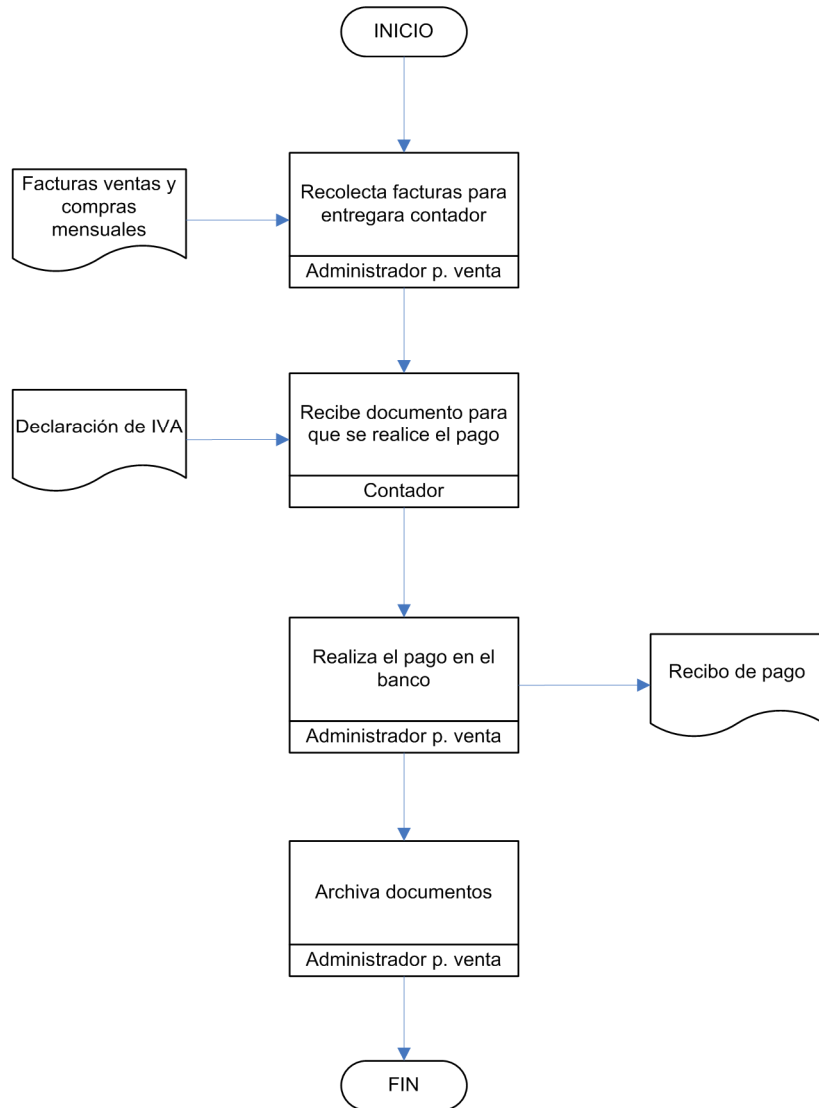 INICIO
Facturas ventas y
compras
mensuales
Recolecta facturas para
entregara contador
Administrador p. venta
Declaración de IVA
Recibe documento para
que se realice el pago
Contador
Realiza el pago en el
banco
Administrador p. venta
Recibo de pago
Archiva documentos
Administrador p. venta
FIN